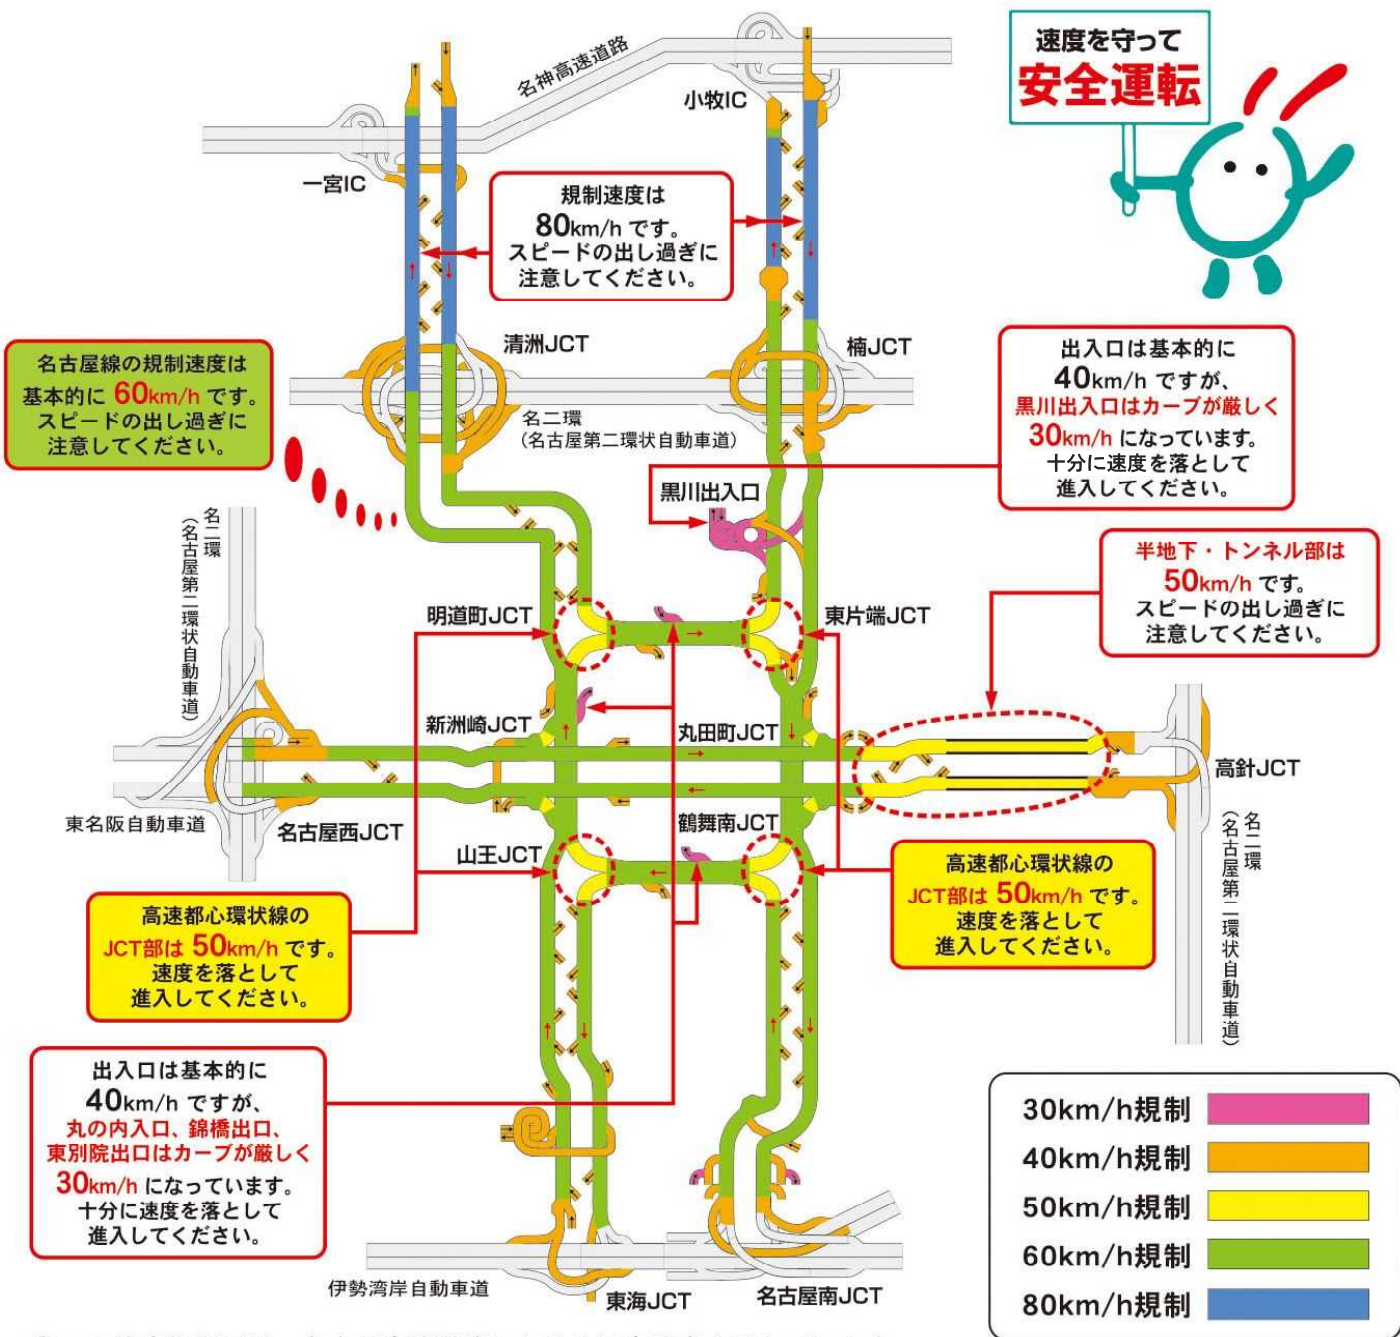 速度を守って
安全運転
名神高速道路
小牧IC
一宮IC
規制速度は
80km/h です。
スピードの出し過ぎに
注意してください。
清洲JCT
楠JCT
名古屋線の規制速度は
基本的に 60km/h です。
スピードの出し過ぎに
注意してください。
名二環
(名古屋第二環状自動車道)
出入口は基本的に
40km/h ですが、
黒川出入口はカーブが厳しく
30km/h になっています。
十分に速度を落として
進入してください。
黒川出入口
名二環
(名古屋第二環状自動車道)
半地下・トンネル部は
50km/h です。
スピードの出し過ぎに
注意してください。
明道町JCT
東片端JCT
新洲崎JCT
丸田町JCT
高針JCT
東名阪自動車道
名古屋西JCT
山王JCT
鶴舞南JCT
名二環
(名古屋第二環状自動車道)
高速都心環状線の
JCT部は 50km/h です。
速度を落として
進入してください。
高速都心環状線の
JCT部は 50km/h です。
速度を落として
進入してください。
出入口は基本的に
40km/h ですが、
丸の内入口、錦橋出口、
東別院出口はカーブが厳しく
30km/h になっています。
十分に速度を落として
進入してください。
伊勢湾岸自動車道
東海JCT
名古屋南JCT
30km/h規制
40km/h規制
50km/h規制
60km/h規制
80km/h規制